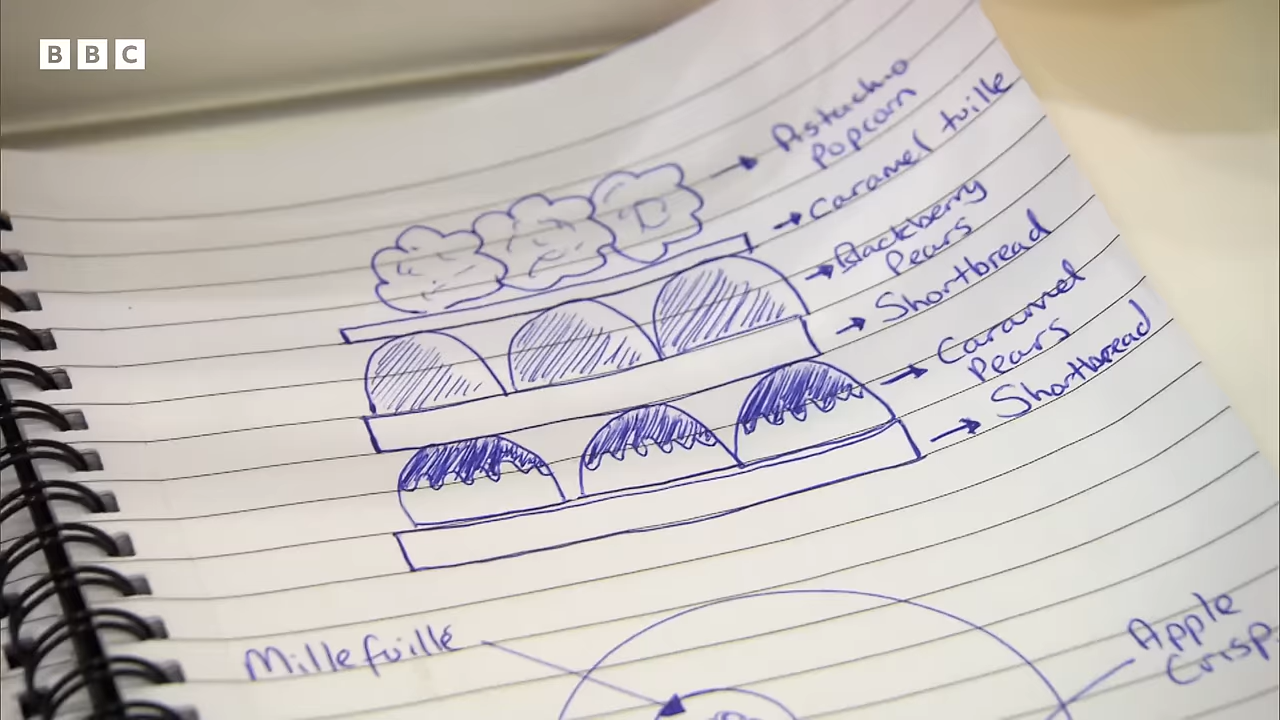 BBC
Pistachio
Popcorn
Caramel tuille
Blackberry
Pears
Shortbread
Caramel
Pears
Shortbread
Millefuille
Apple
Crisp